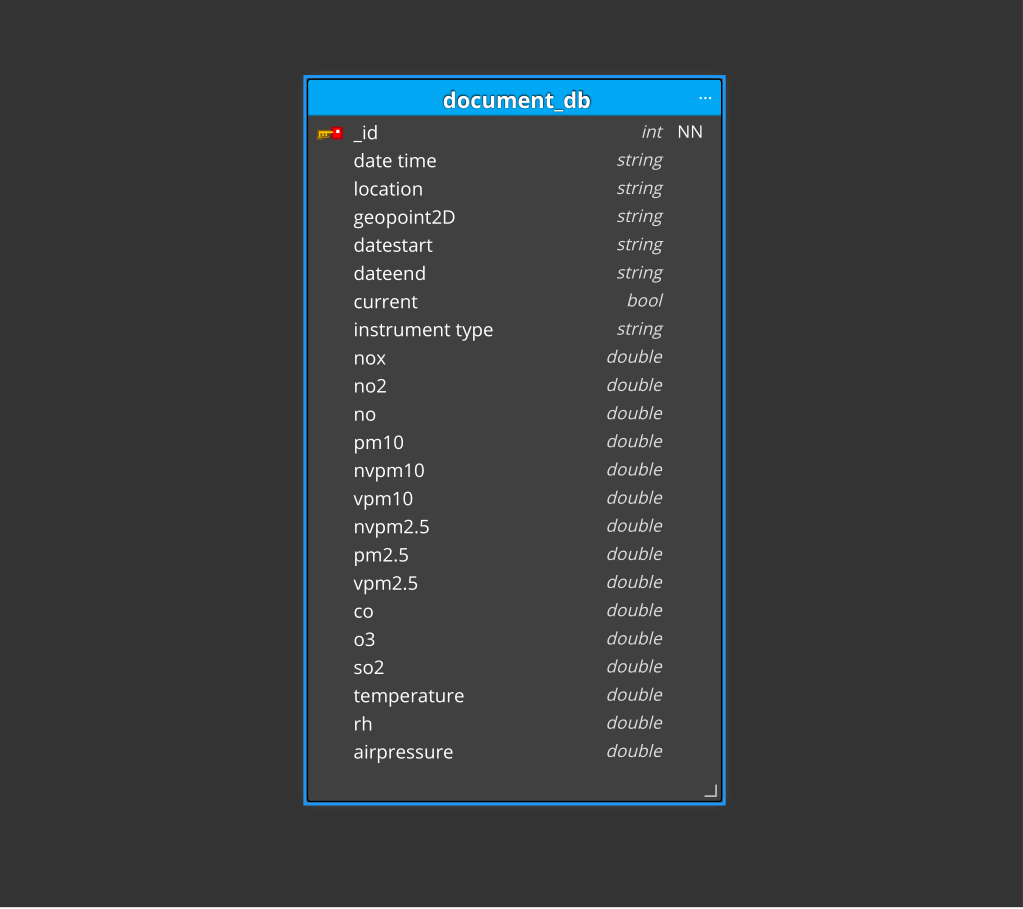 document_db ...
_id int NN
date time string
location string
geopoint2D string
datestart string
dateend string
current bool
instrument type string
nox double
no2 double
no double
pm10 double
nvpm10 double
vpm10 double
nvpm2.5 double
pm2.5 double
vpm2.5 double
co double
o3 double
so2 double
temperature double
rh double
airpressure double